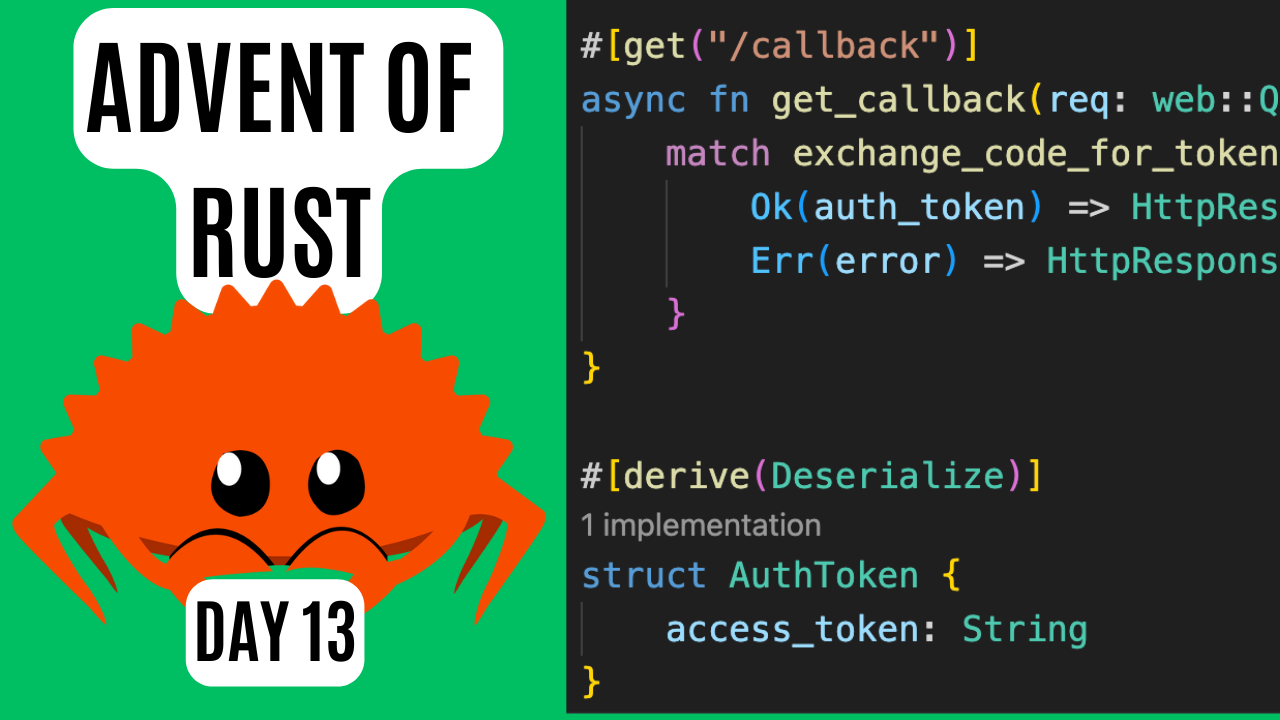 ADVENT OF
RUST
DAY 13
#[get("/callback")]
async fn get_callback(req: web::Q
    match exchange_code_for_token
        Ok(auth_token) => HttpRes
        Err(error) => HttpRespons
    }
}
#[derive(Deserialize)]
1 implementation
struct AuthToken {
    access_token: String
}